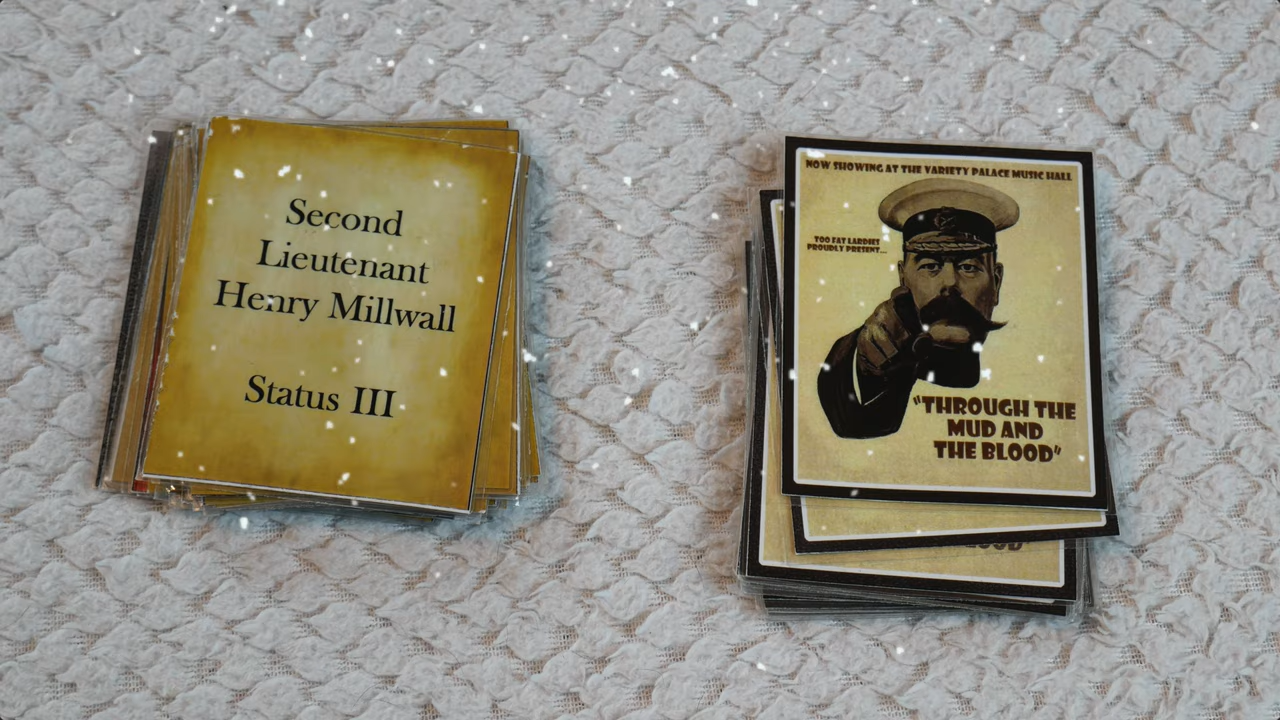 Second
Lieutenant
Henry Millwall
Status III
NOW SHOWING AT THE VARIETY PALACE MUSIC HALL
TOO FAT LARDIES
PROUDLY PRESENT....
"THROUGH THE
MUD AND
THE BLOOD"
BLOOD"